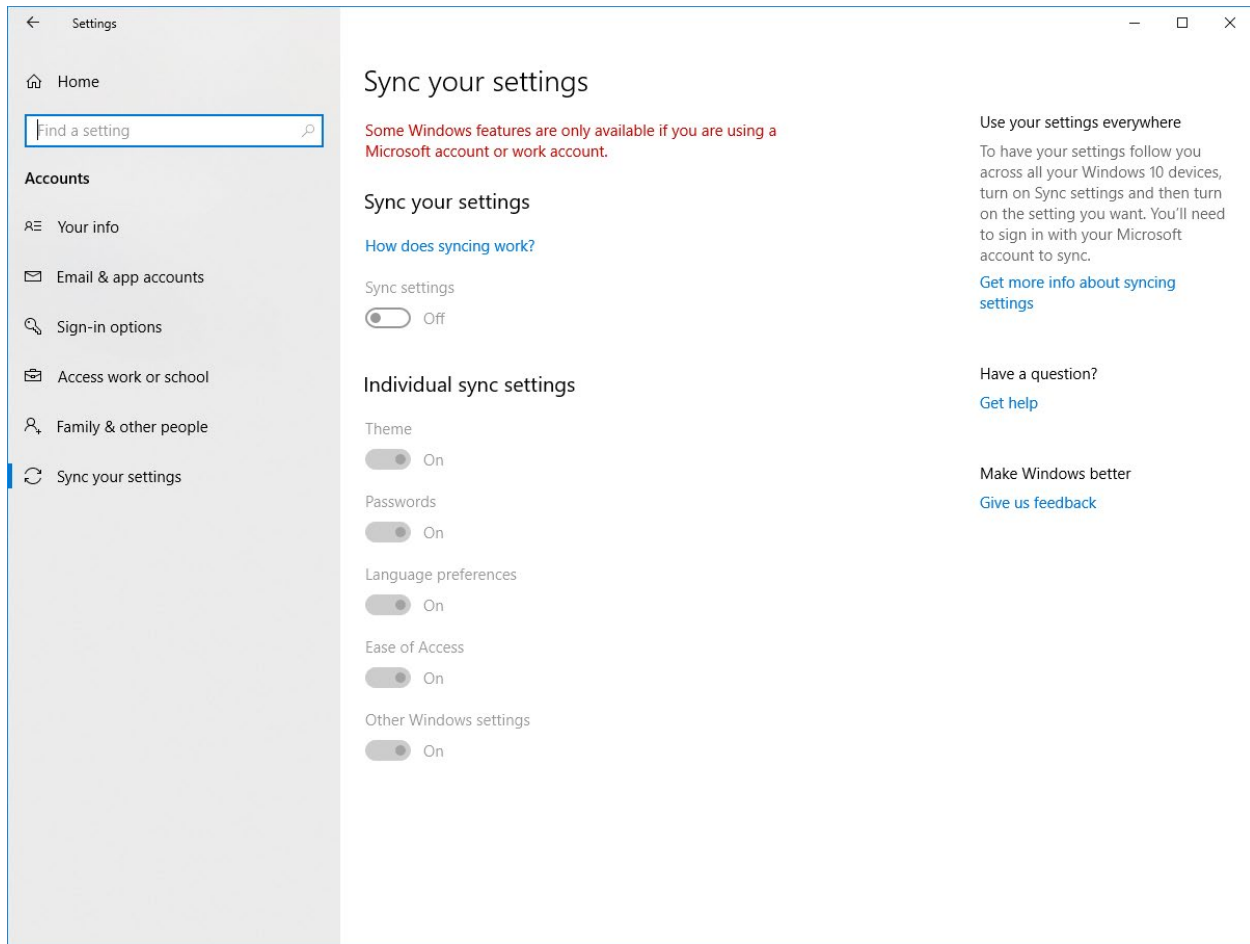 Settings
Home
Find a setting
Accounts
Your info
Email & app accounts
Sign-in options
Access work or school
Family & other people
Sync your settings
Sync your settings
Some Windows features are only available if you are using a
Microsoft account or work account.
Sync your settings
How does syncing work?
Sync settings
Off
Individual sync settings
Theme
On
Passwords
On
Language preferences
On
Ease of Access
On
Other Windows settings
On
Use your settings everywhere
To have your settings follow you
across all your Windows 10 devices,
turn on Sync settings and then turn
on the setting you want. You'll need
to sign in with your Microsoft
account to sync.
Get more info about syncing
settings
Have a question?
Get help
Make Windows better
Give us feedback